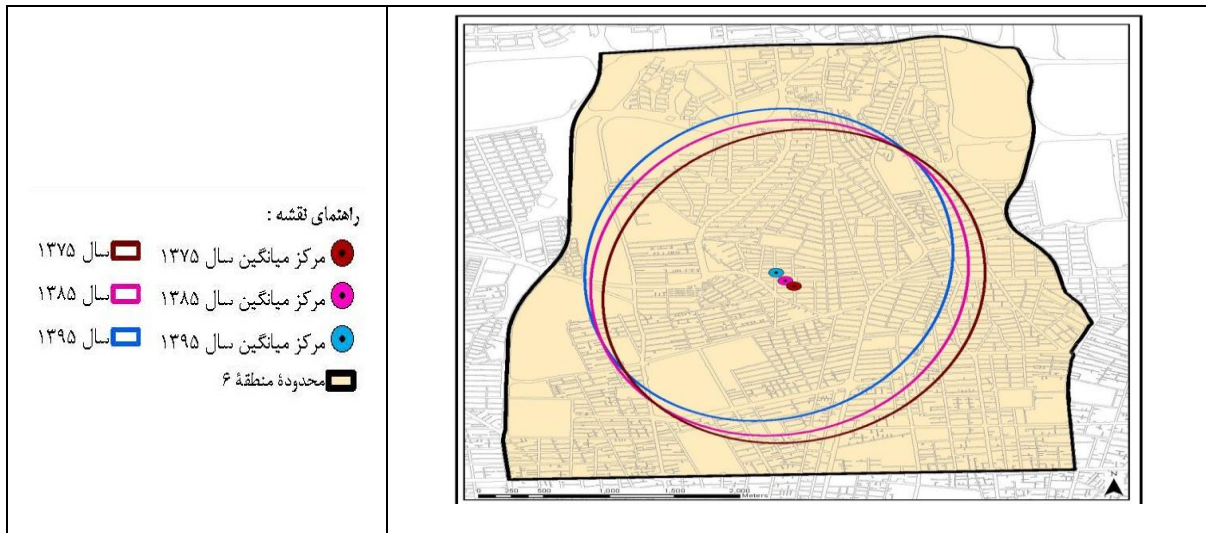 راهنمای نقشه :
مرکز میانگین سال ۱۳۷۵ سال ۱۳۷۵
مرکز میانگین سال ۱۳۸۵ سال ۱۳۸۵
مرکز میانگین سال ۱۳۹۵ سال ۱۳۹۵
محدودهٔ منطقهٔ ۶
0 250 500 1,000 1,500 2,000 Meters
N